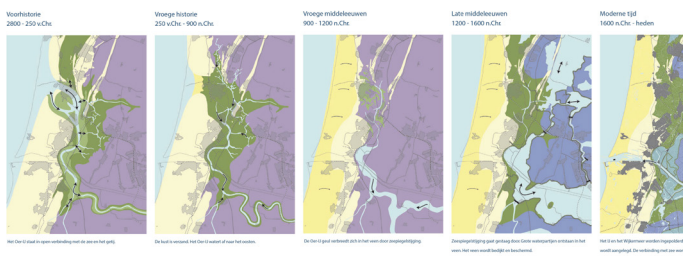 Voorhistorie
2800 - 250 v.Chr.
Vroege historie
250 v.Chr. - 900 n.Chr.
Vroege middeleeuwen
900 - 1200 n.Chr.
Late middeleeuwen
1200 - 1600 n.Chr.
Moderne tijd
1600 n.Chr. - heden
Het Oer-IJ staat in open verbinding met de zee en het getij.
De kust is verzand. Het Oer-IJ watert af naar het oosten.
De Oer-IJ geul verbreedt zich in het veen door zeespiegelstijging.
Zeespiegelstijging gaat gestaag door. Grote waterpartijen ontstaan in het
veen. Het veen wordt bedijkt en beschermd.
Het IJ en het Wijkermeer worden ingepolderd
wordt aangelegd. De verbinding met zee